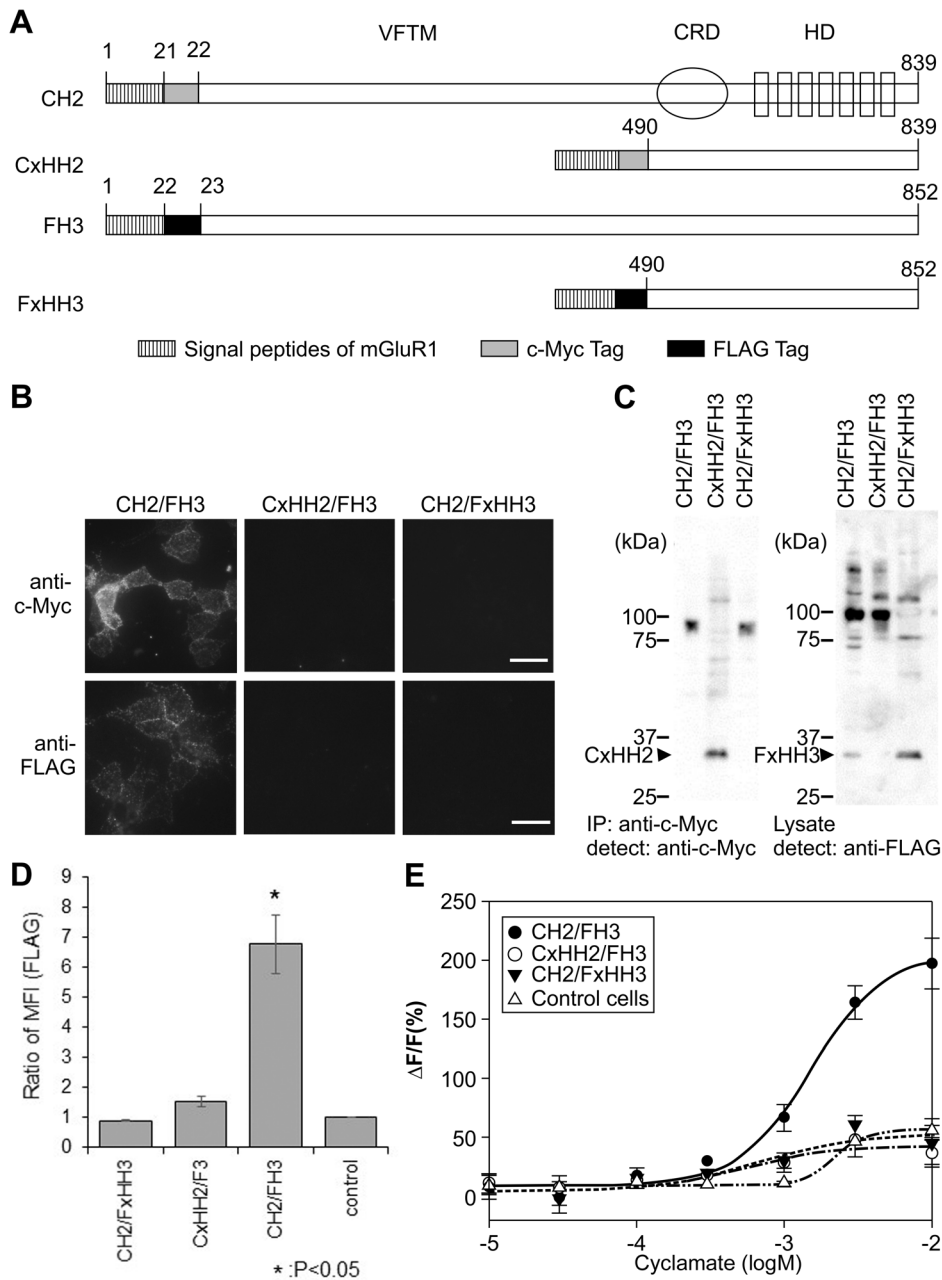 A
VFTM CRD HD
1 21 22 839
CH2
490 839
CxHH2
1 22 23 852
FH3
490 852
FxHH3
Signal peptides of mGluR1 c-Myc Tag FLAG Tag
B
CH2/FH3 CxHH2/FH3 CH2/FxHH3
anti-
c-Myc
anti-
FLAG
C
CH2/FH3
CxHH2/FH3
CH2/FxHH3
(kDa)
100
75
37
CxHH2
25
IP: anti-c-Myc
detect: anti-c-Myc
CH2/FH3
CxHH2/FH3
CH2/FxHH3
(kDa)
100
75
37
FxHH3
25
Lysate
detect: anti-FLAG
D
Ratio of MFI (FLAG)
9
8
7
6
5
4
3
2
1
0
*
CH2/FxHH3
CxHH2/F3
CH2/FH3
control
* :P<0.05
E
ΔF/F(%)
250
200
150
100
50
0
CH2/FH3
CxHH2/FH3
CH2/FxHH3
Control cells
-5 -4 -3 -2
Cyclamate (logM)